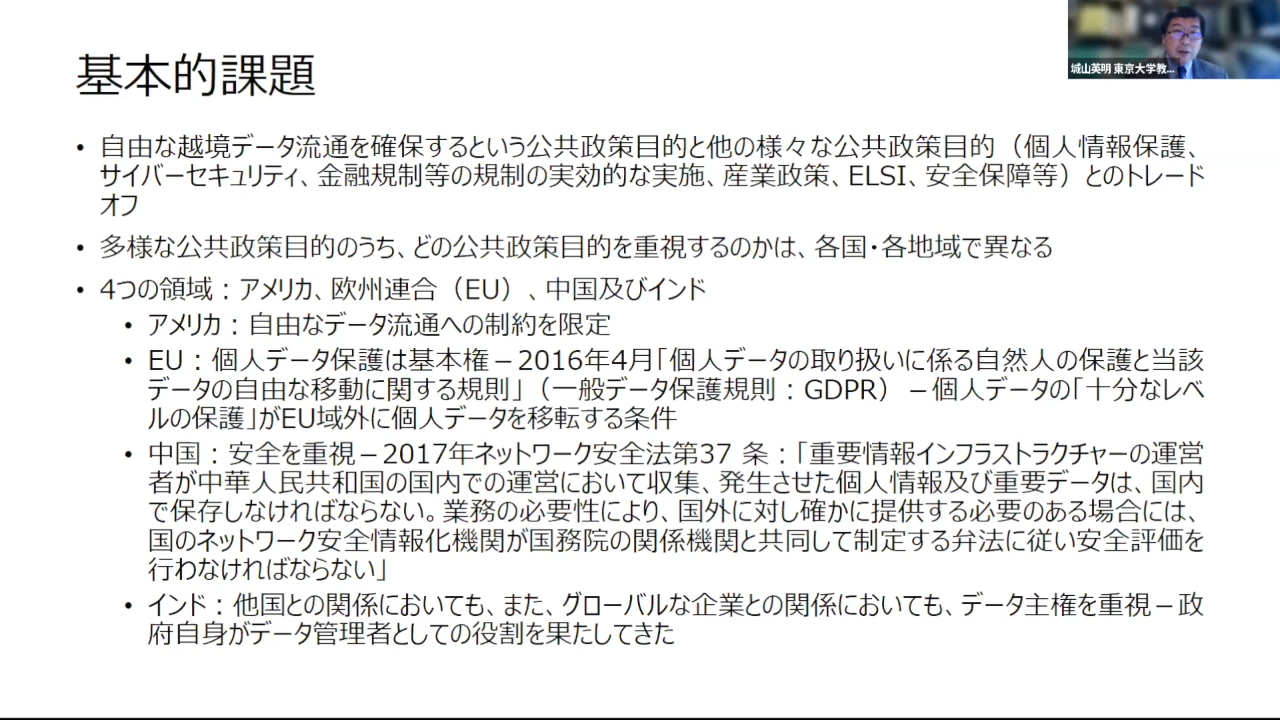 基本的課題
城山英明 東京大学教...
• 自由な越境データ流通を確保するという公共政策目的と他の様々な公共政策目的（個人情報保護、
サイバーセキュリティ、金融規制等の規制の実効的な実施、産業政策、ELSI、安全保障等）とのトレード
オフ
• 多様な公共政策目的のうち、どの公共政策目的を重視するのかは、各国・各地域で異なる
• 4つの領域：アメリカ、欧州連合（EU）、中国及びインド
• アメリカ：自由なデータ流通への制約を限定
• EU：個人データ保護は基本権－2016年4月「個人データの取り扱いに係る自然人の保護と当該
データの自由な移動に関する規則」（一般データ保護規則：GDPR）－個人データの「十分なレベ
ルの保護」がEU域外に個人データを移転する条件
• 中国：安全を重視－2017年ネットワーク安全法第37 条：「重要情報インフラストラクチャーの運営
者が中華人民共和国の国内での運営において収集、発生させた個人情報及び重要データは、国内
で保存しなければならない。業務の必要性により、国外に対し確かに提供する必要のある場合には、
国のネットワーク安全情報化機関が国務院の関係機関と共同して制定する弁法に従い安全評価を
行わなければならない」
• インド：他国との関係においても、また、グローバルな企業との関係においても、データ主権を重視－政
府自身がデータ管理者としての役割を果たしてきた